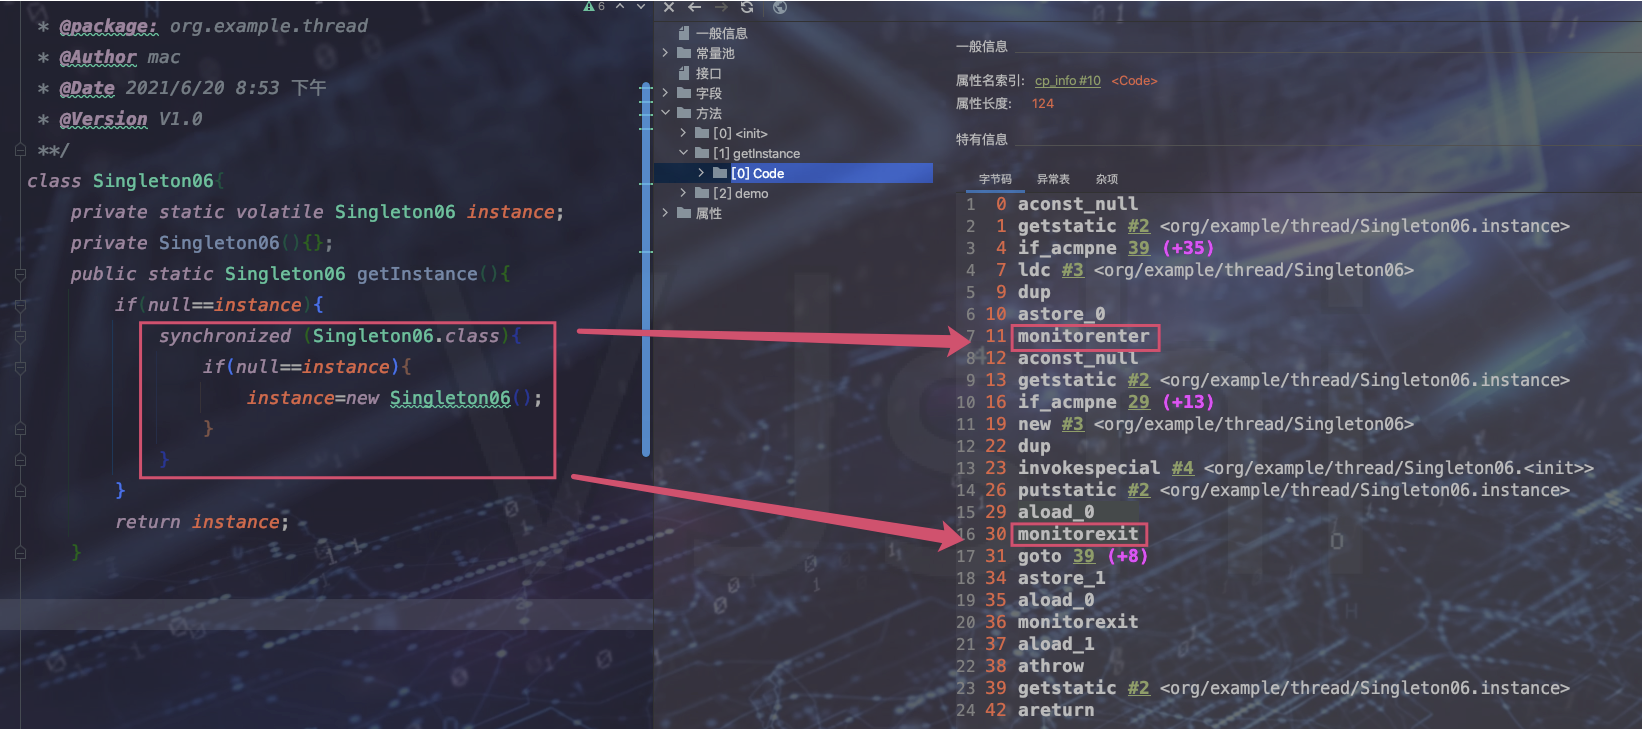 * @package: org.example.thread
* @Author mac
* @Date 2021/6/20 8:53 下午
* @Version V1.0
**/
class Singleton06{
private static volatile Singleton06 instance;
private Singleton06(){};
public static Singleton06 getInstance(){
if(null==instance){
synchronized (Singleton06.class){
if(null==instance){
instance=new Singleton06();
}
}
}
return instance;
}
6
一般信息
常量池
接口
字段
方法
[0] <init>
[1] getInstance
[0] Code
[2] demo
属性
一般信息
属性名索引: cp_info #10 <Code>
属性长度: 124
特有信息
字节码 异常表 杂项
1 0 aconst_null
2 1 getstatic #2 <org/example/thread/Singleton06.instance>
3 4 if_acmpne 39 (+35)
4 7 ldc #3 <org/example/thread/Singleton06>
5 9 dup
6 10 astore_0
7 11 monitorenter
8 12 aconst_null
9 13 getstatic #2 <org/example/thread/Singleton06.instance>
10 16 if_acmpne 29 (+13)
11 19 new #3 <org/example/thread/Singleton06>
12 22 dup
13 23 invokespecial #4 <org/example/thread/Singleton06.<init>>
14 26 putstatic #2 <org/example/thread/Singleton06.instance>
15 29 aload_0
16 30 monitorexit
17 31 goto 39 (+8)
18 34 astore_1
19 35 aload_0
20 36 monitorexit
21 37 aload_1
22 38 athrow
23 39 getstatic #2 <org/example/thread/Singleton06.instance>
24 42 areturn